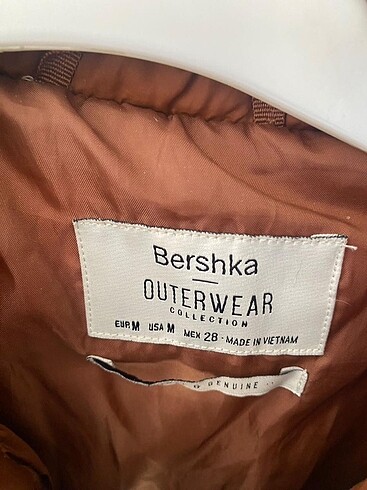 Bershka
OUTERWEAR
COLLECTION
EUR M USA M MEX 28 · MADE IN VIETNAM
GENUINE